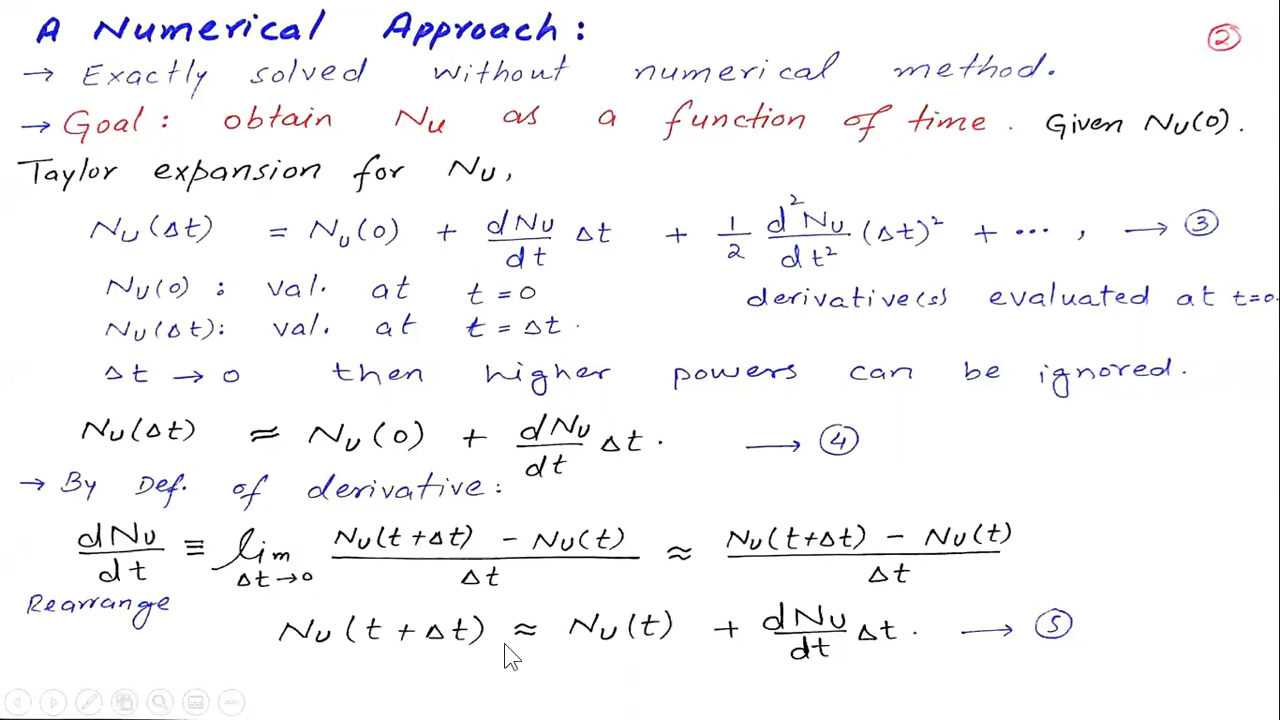 A Numerical Approach: ②
→ Exactly solved without numerical method.
→ Goal: obtain Nu as a function of time. Given NU(0).
Taylor expansion for NU,
NU(Δt) = NU(0) + dNU/dt Δt + 1/2 d²NU/dt² (Δt)² + ..., → ③
NU(0) : val. at t = 0 derivative(s) evaluated at t=0.
NU(Δt): val. at t = Δt.
Δt → 0 then higher powers can be ignored.
NU(Δt) ≈ NU(0) + dNU/dt Δt. → ④
→ By Def. of derivative:
dNU/dt ≡ lim Δt→0 NU(t+Δt) - NU(t)/Δt ≈ NU(t+Δt) - NU(t)/Δt
Rearrange
NU(t+Δt) ≈ NU(t) + dNU/dt Δt. → ⑤